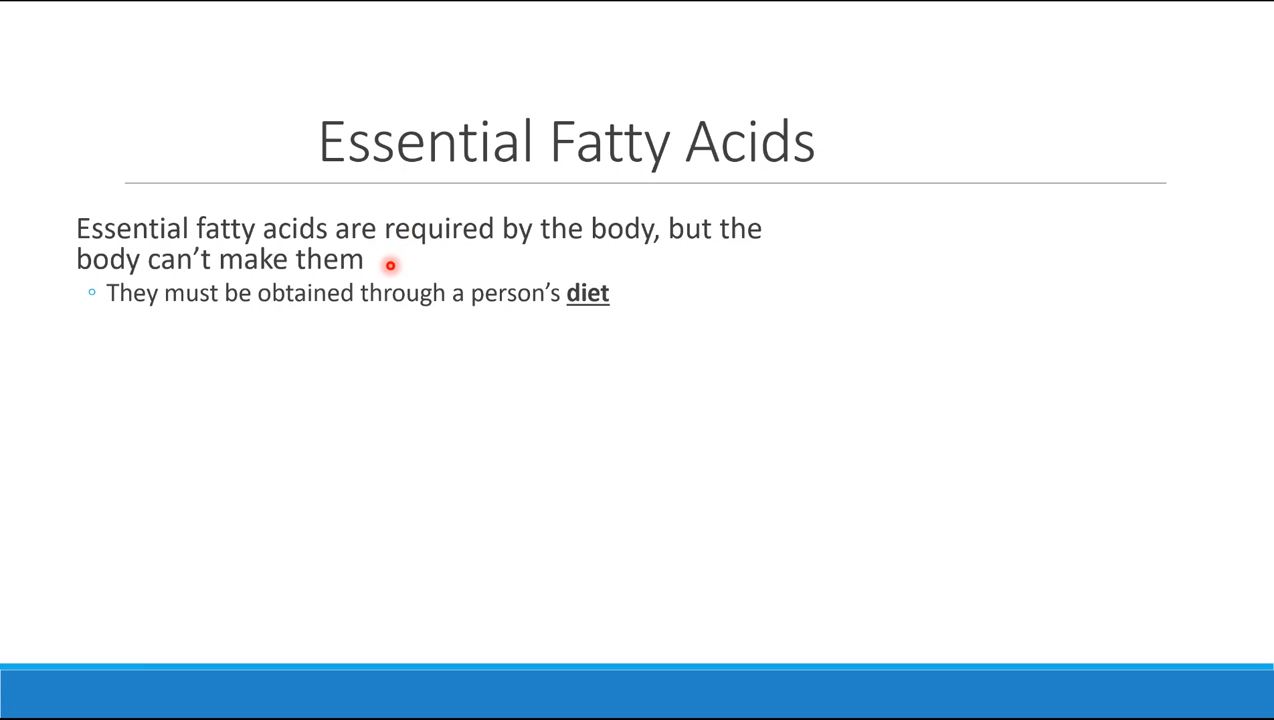 Essential Fatty Acids
Essential fatty acids are required by the body, but the
body can’t make them
They must be obtained through a person’s diet